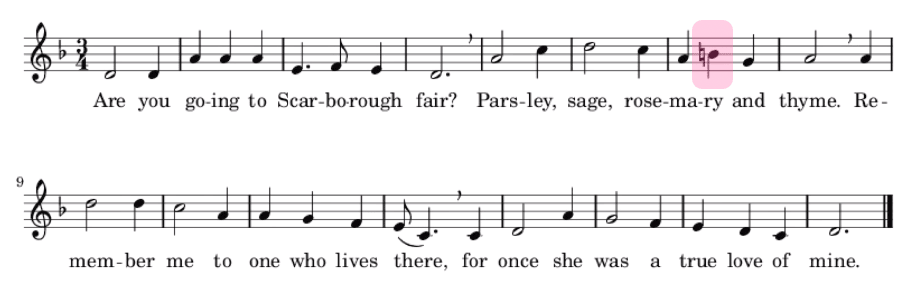 3 4
Are you go-ing to Scar-bo-rough fair? Pars-ley, sage, rose-ma-ry and thyme. Re-
9
mem-ber me to one who lives there, for once she was a true love of mine.